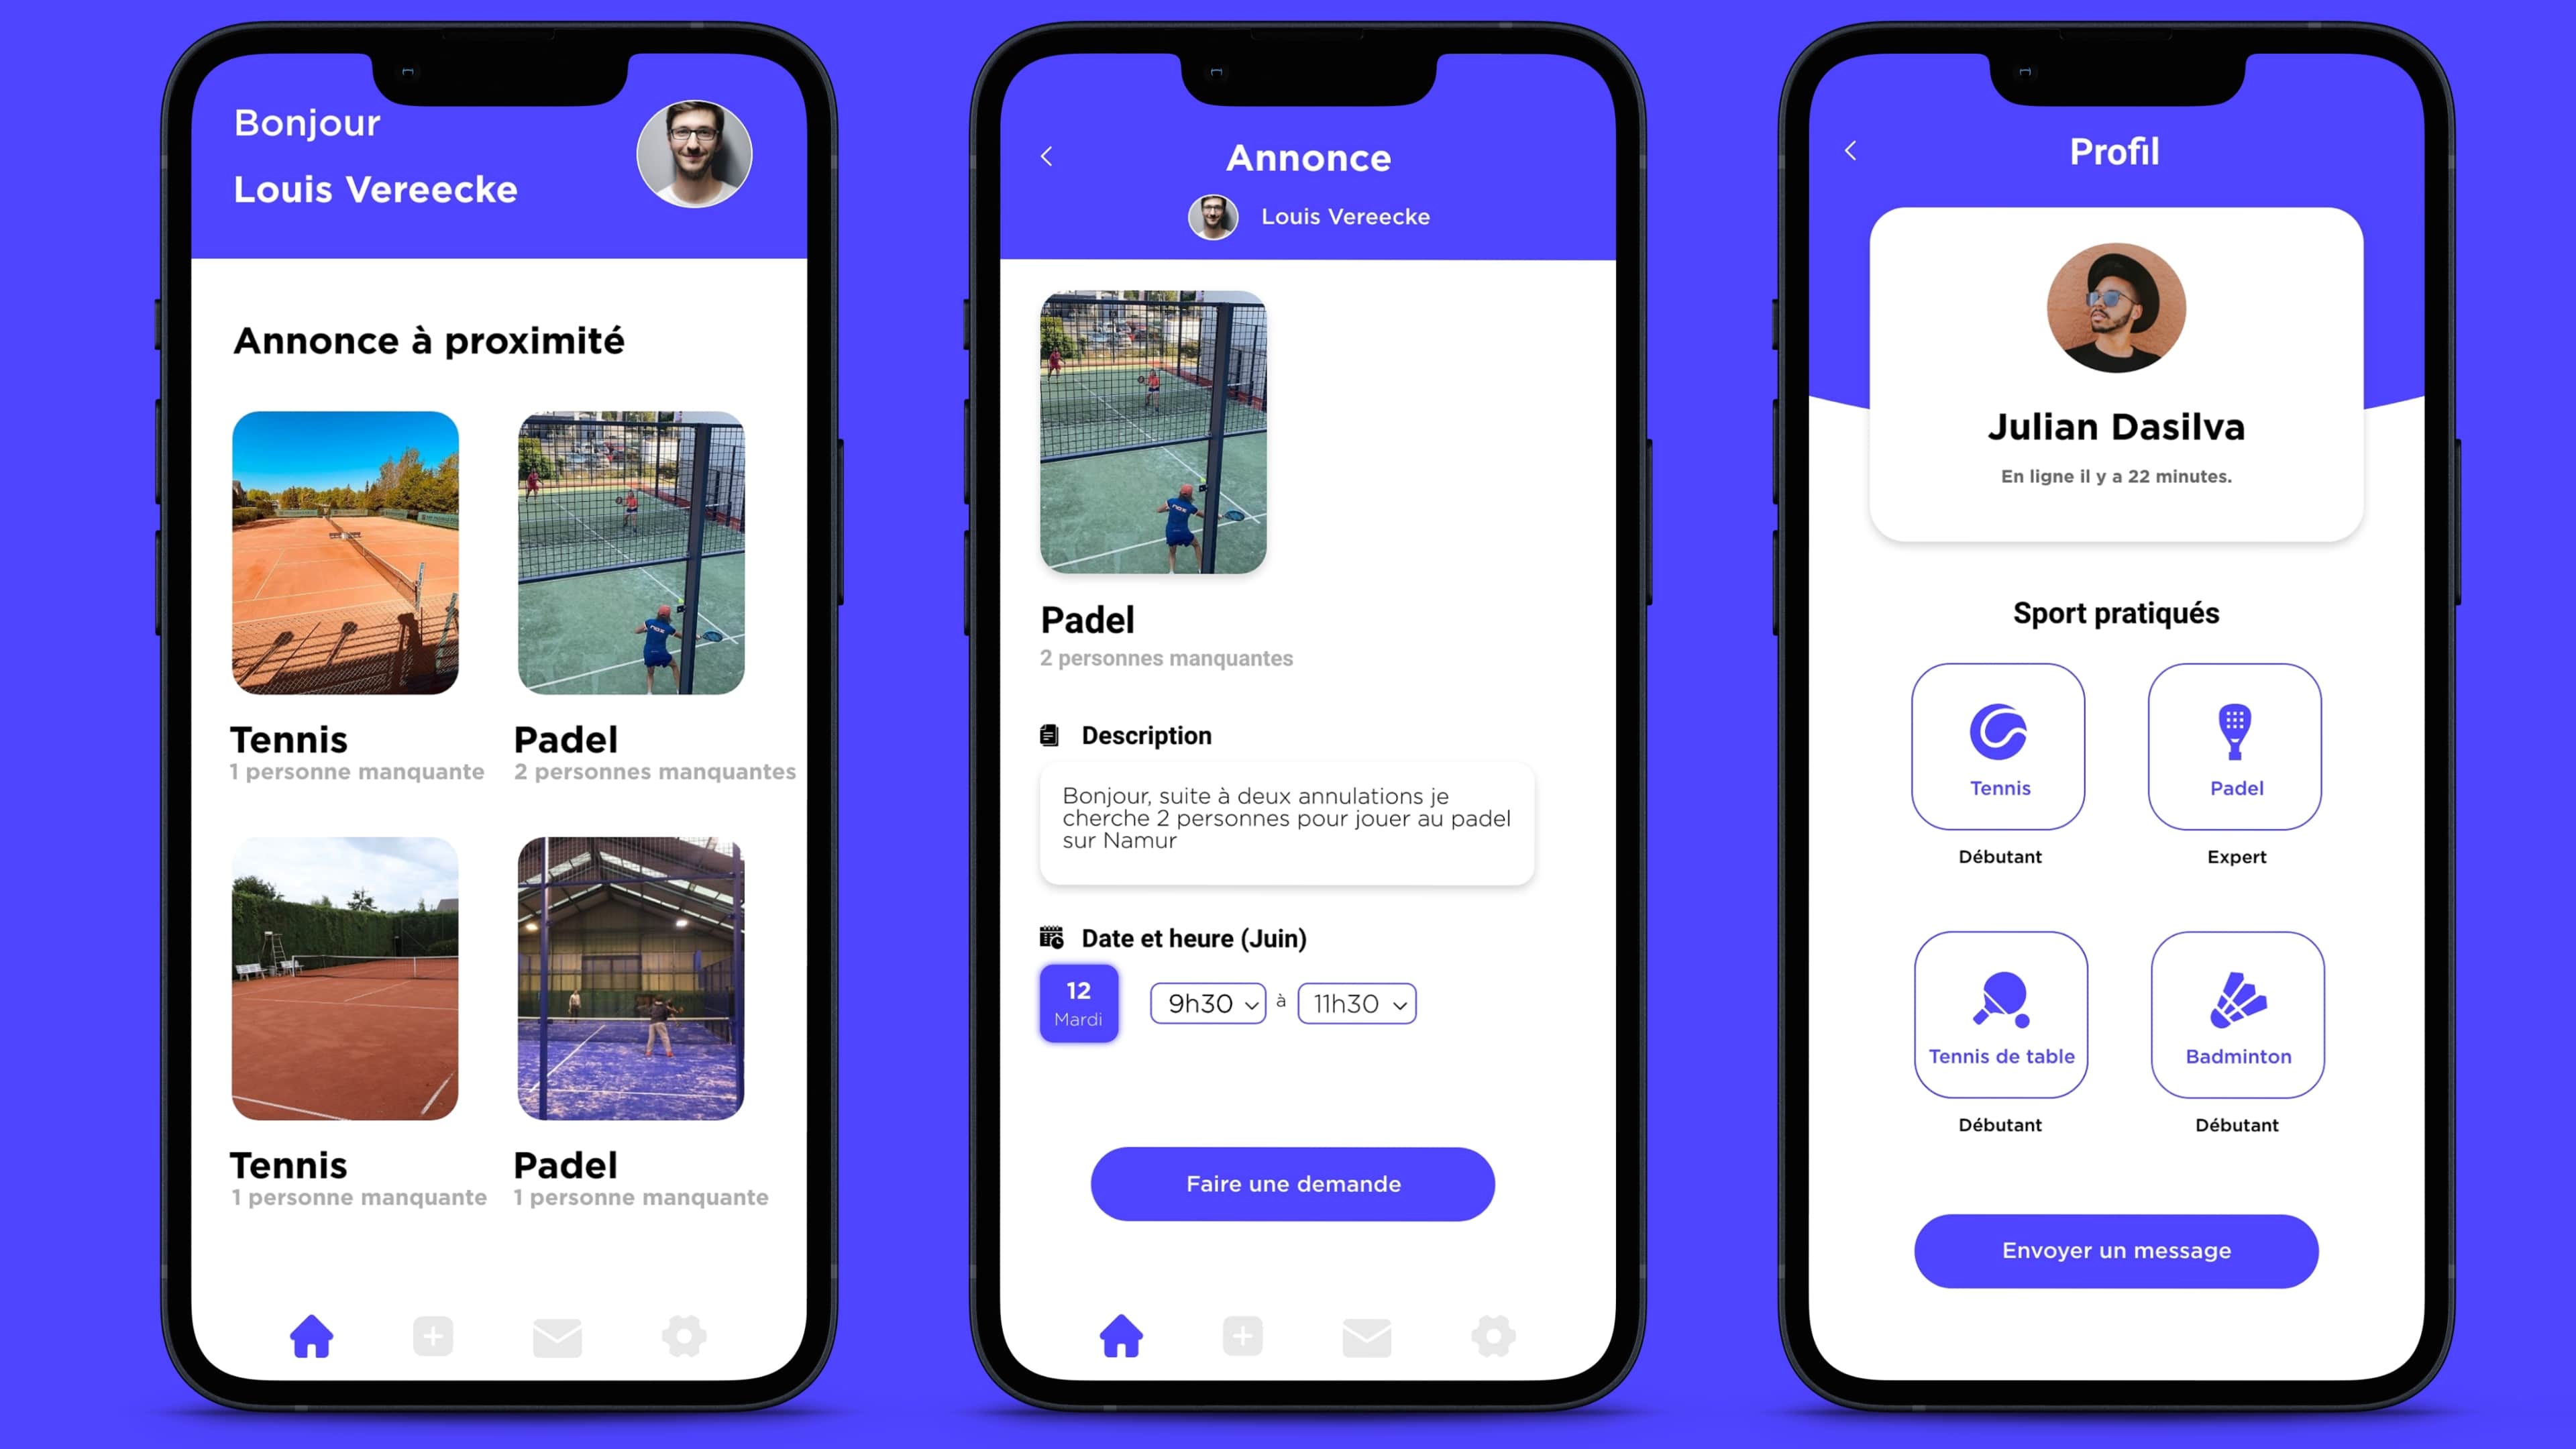 Bonjour
Louis Vereecke
Annonce à proximité
Tennis
1 personne manquante
Padel
2 personnes manquantes
Tennis
1 personne manquante
Padel
1 personne manquante
Annonce
Louis Vereecke
Padel
2 personnes manquantes
Description
Bonjour, suite à deux annulations je
cherche 2 personnes pour jouer au padel
sur Namur
Date et heure (Juin)
12
Mardi
9h30 à 11h30
Faire une demande
Profil
Julian Dasilva
En ligne il y a 22 minutes.
Sport pratiqués
Tennis
Débutant
Padel
Expert
Tennis de table
Débutant
Badminton
Débutant
Envoyer un message